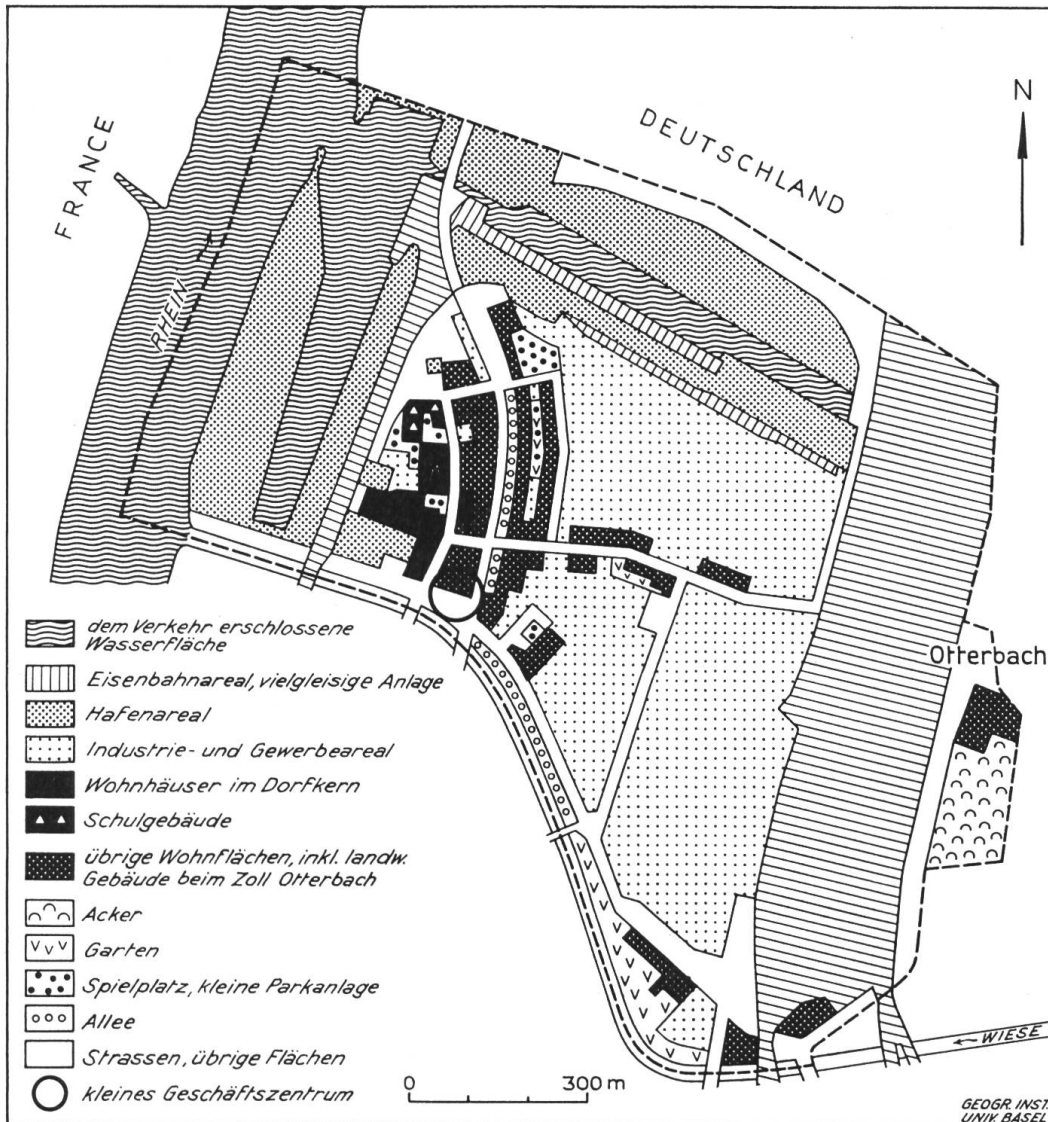 FRANCE
DEUTSCHLAND
N
RHEIN
Otterbach
WIESE
dem Verkehr erschlossene
Wasserfläche
Eisenbahnareal, vielgleisige Anlage
Hafenareal
Industrie- und Gewerbeareal
Wohnhäuser im Dorfkern
Schulgebäude
übrige Wohnflächen, inkl. landw.
Gebäude beim Zoll Otterbach
Acker
Garten
Spielplatz, kleine Parkanlage
Allee
Strassen, übrige Flächen
kleines Geschäftszentrum
0 300 m
GEOGR. INST.
UNIV. BASEL